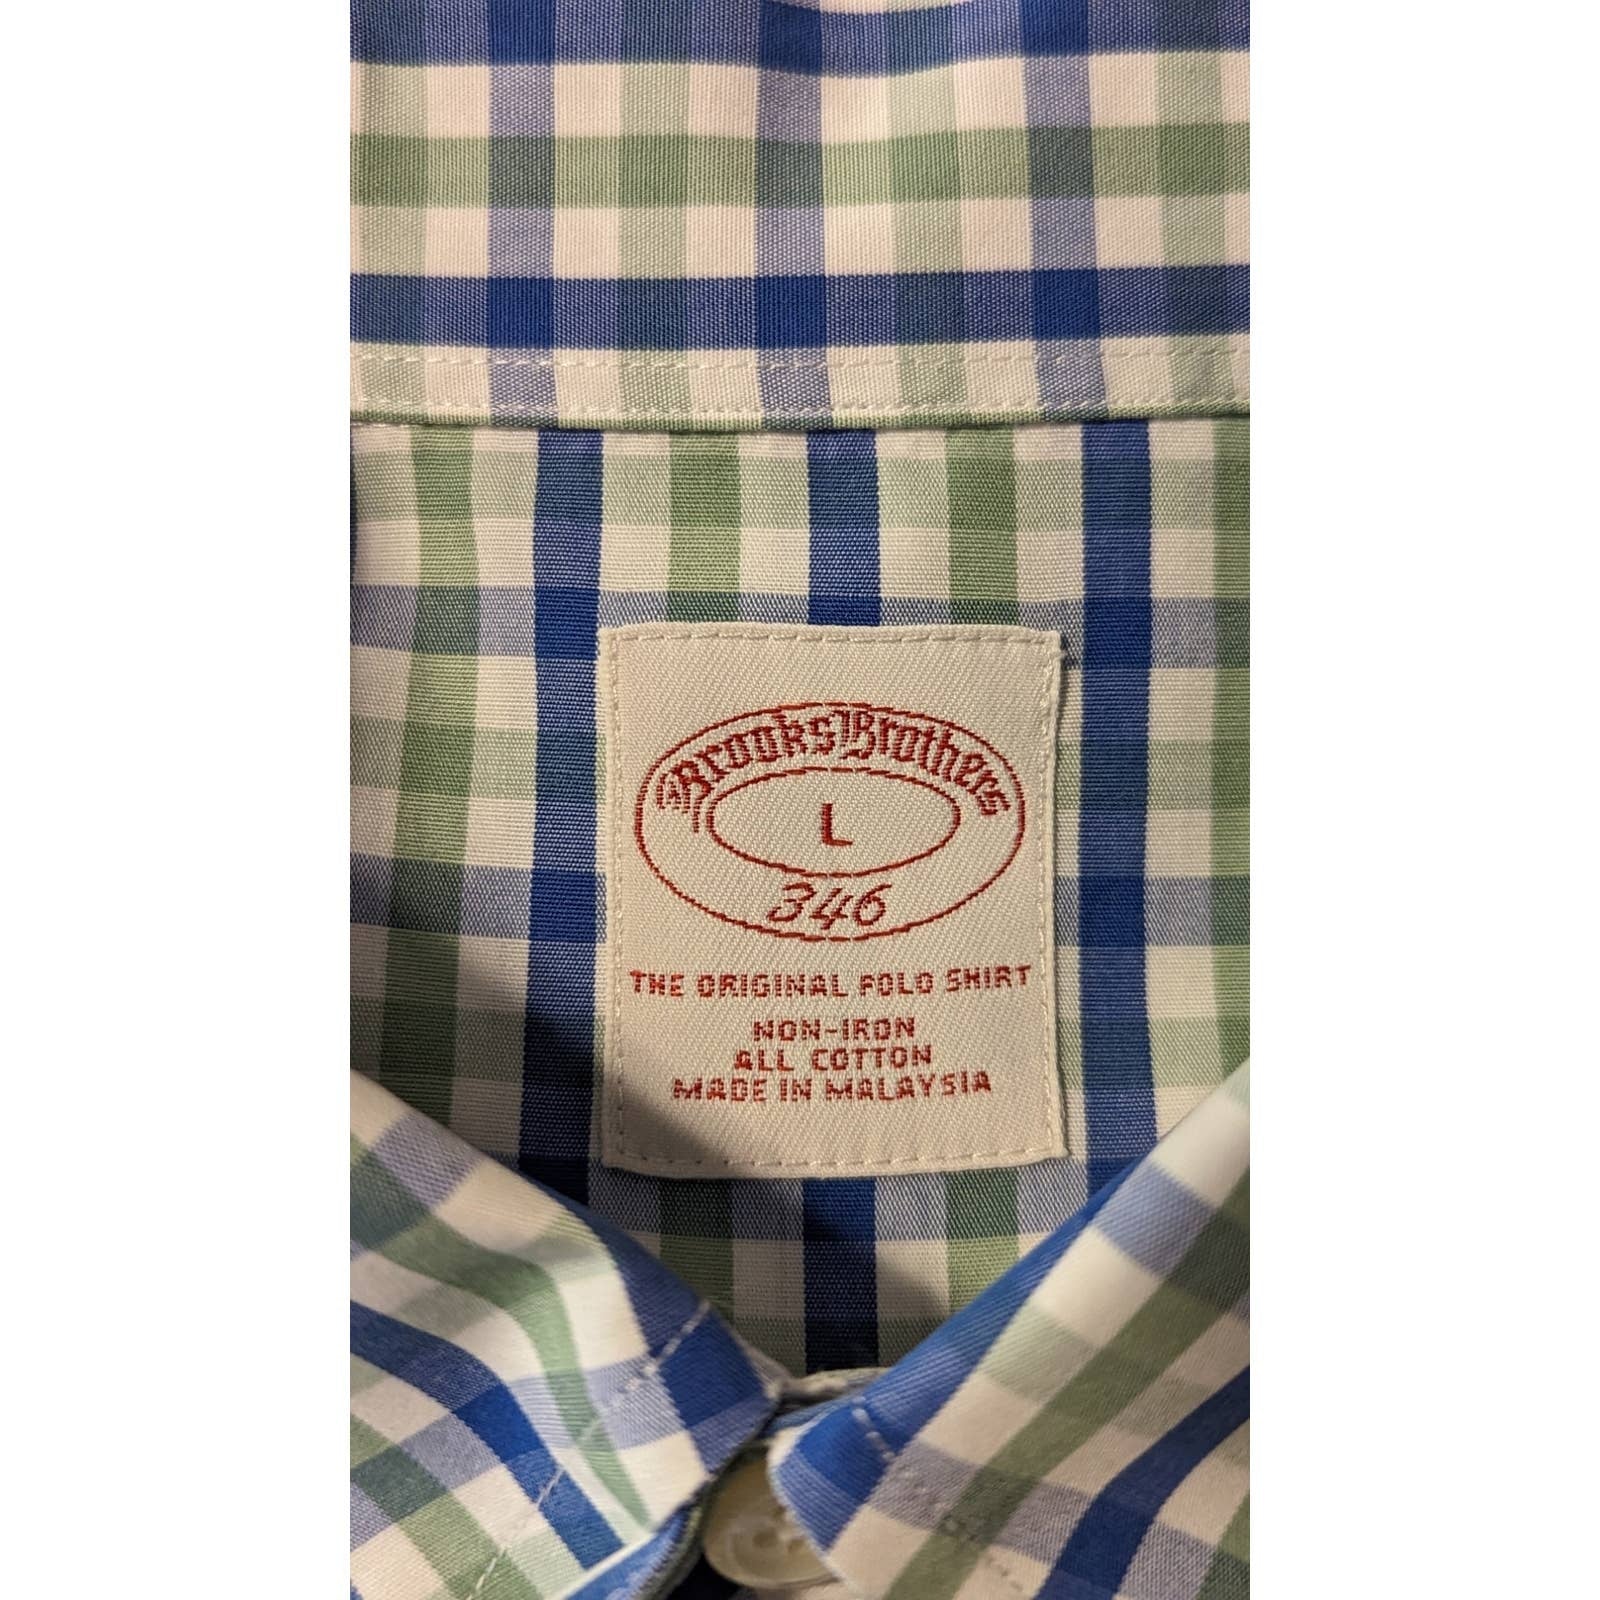 Brooks Brothers
L
346
THE ORIGINAL POLO SHIRT
NON-IRON
ALL COTTON
MADE IN MALAYSIA